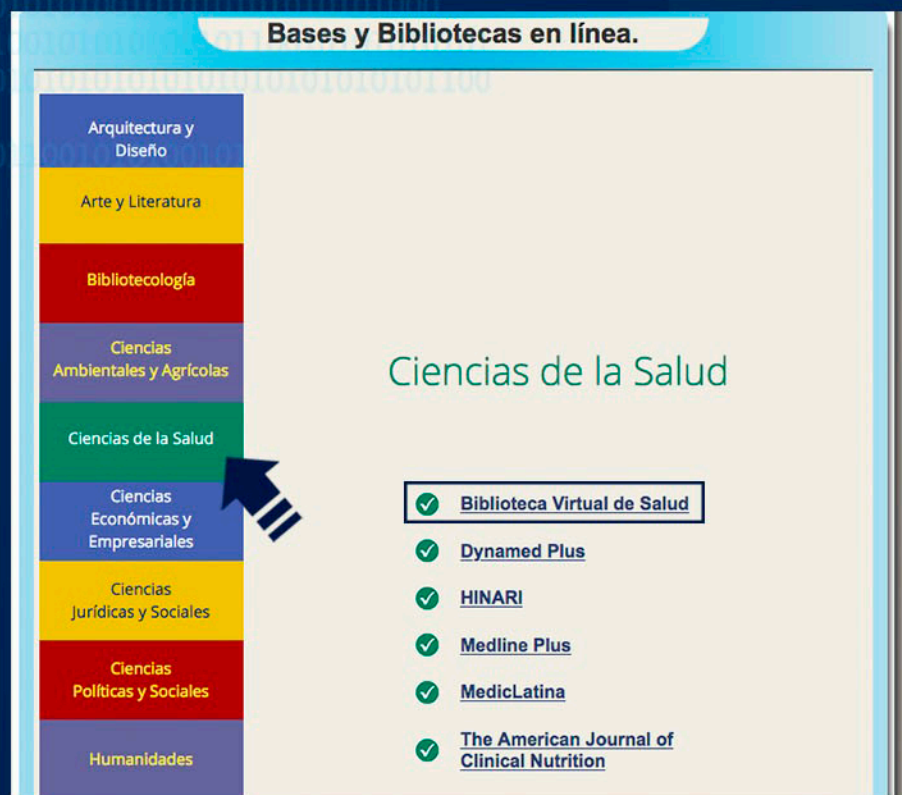 Bases y Bibliotecas en línea.
Arquitectura y
Diseño
Arte y Literatura
Bibliotecología
Ciencias
Ambientales y Agrícolas
Ciencias de la Salud
Ciencias
Económicas y
Empresariales
Ciencias
Jurídicas y Sociales
Ciencias
Políticas y Sociales
Humanidades
Ciencias de la Salud
Biblioteca Virtual de Salud
Dynamed Plus
HINARI
Medline Plus
MedicLatina
The American Journal of
Clinical Nutrition